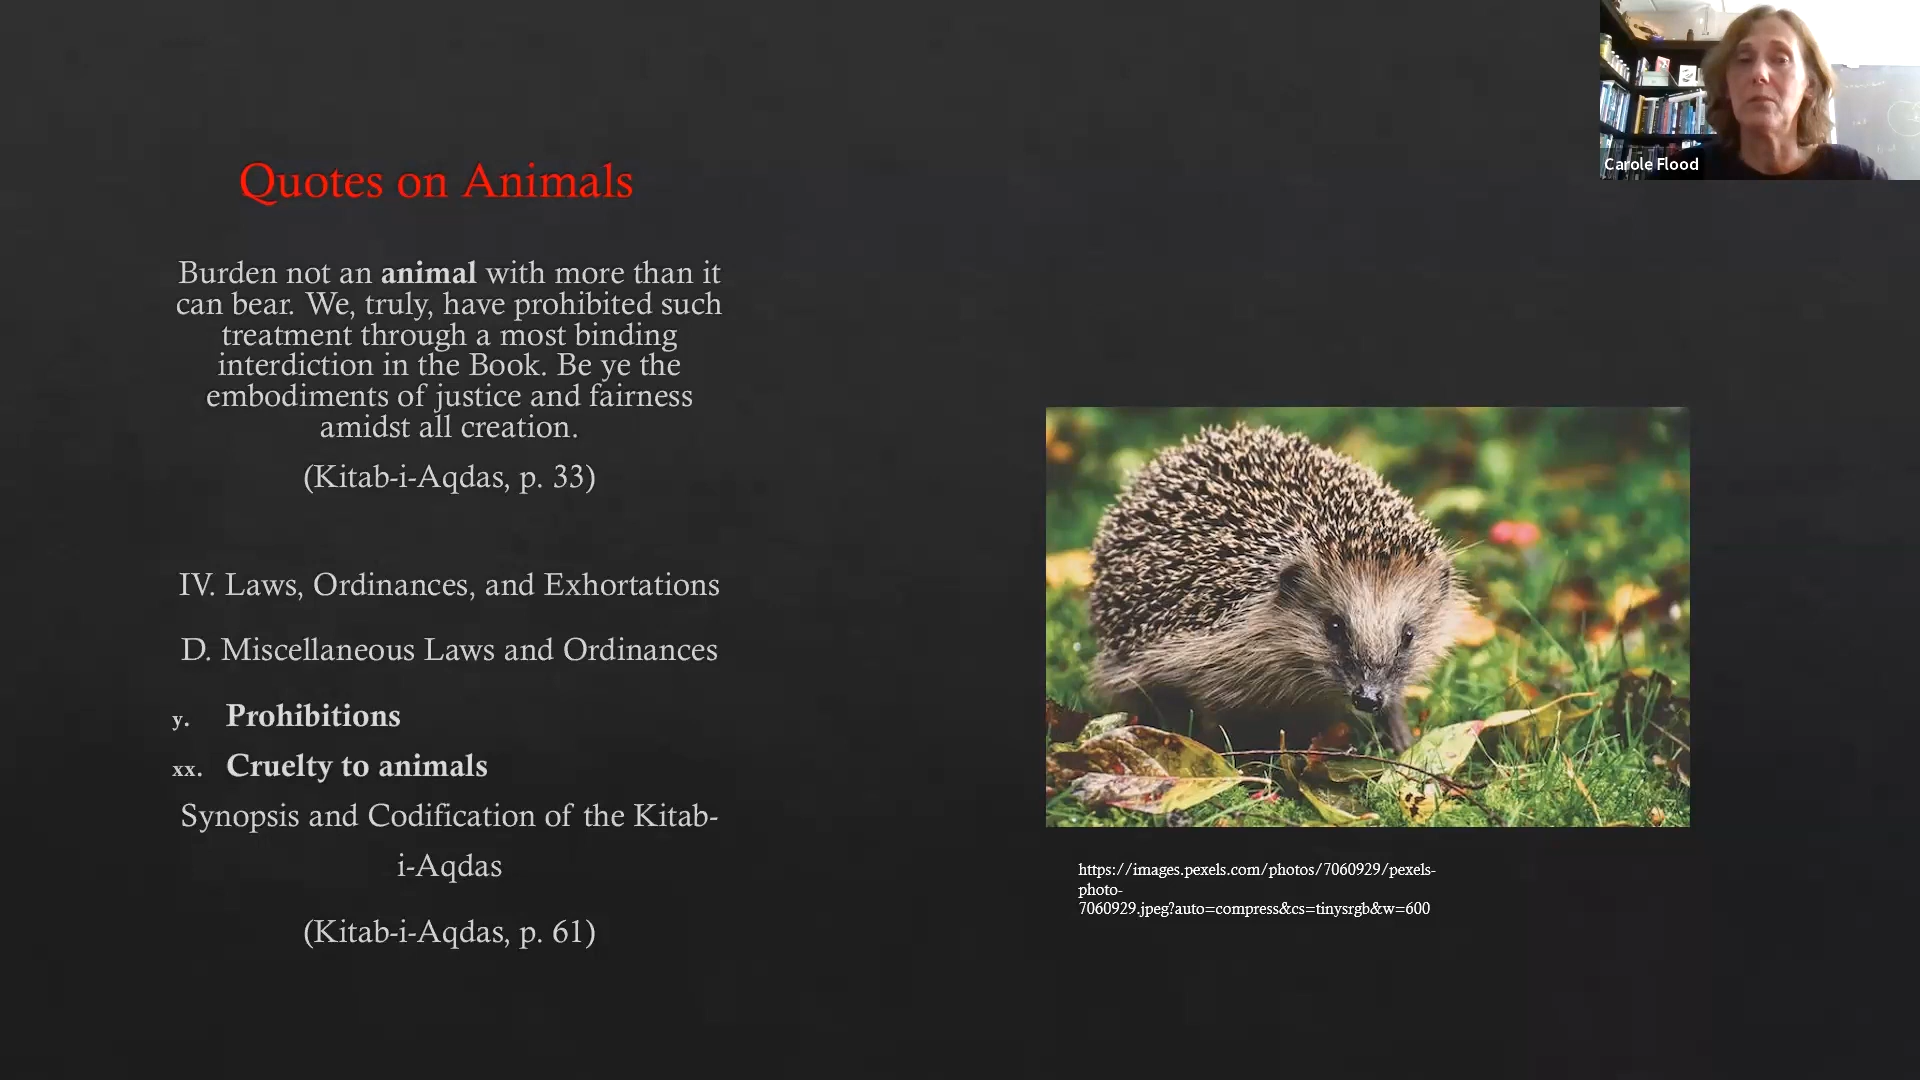 Quotes on Animals
Burden not an animal with more than it
can bear. We, truly, have prohibited such
treatment through a most binding
interdiction in the Book. Be ye the
embodiments of justice and fairness
amidst all creation.
(Kitab-i-Aqdas, p. 33)
IV. Laws, Ordinances, and Exhortations
D. Miscellaneous Laws and Ordinances
y. Prohibitions
xx. Cruelty to animals
Synopsis and Codification of the Kitab-
i-Aqdas
(Kitab-i-Aqdas, p. 61)
https://images.pexels.com/photos/7060929/pexels-
photo-
7060929.jpeg?auto=compress&cs=tinysrgb&w=600
Carole Flood